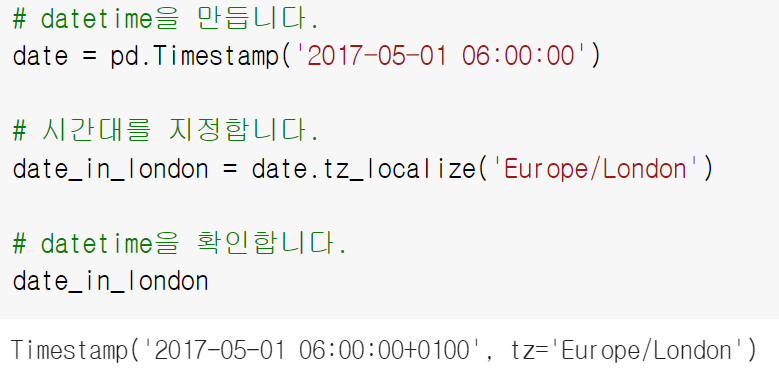 # datetime을 만듭니다.
date = pd.Timestamp('2017-05-01 06:00:00')
# 시간대를 지정합니다.
date_in_london = date.tz_localize('Europe/London')
# datetime을 확인합니다.
date_in_london
Timestamp('2017-05-01 06:00:00+0100', tz='Europe/London')